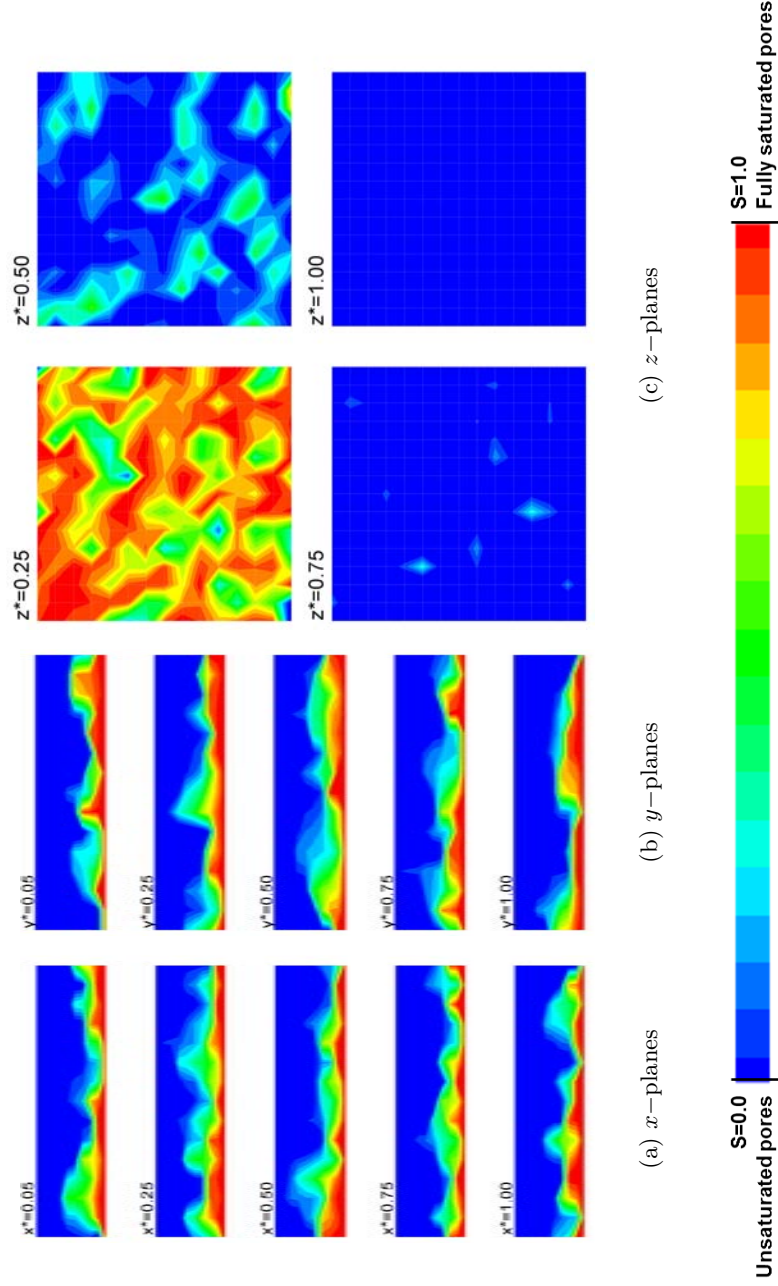 x*=0.05
x*=0.25
x*=0.50
x*=0.75
x*=1.00
(a) x−planes
y*=0.05
y*=0.25
y*=0.50
y*=0.75
y*=1.00
(b) y−planes
z*=0.25
z*=0.50
z*=0.75
z*=1.00
(c) z−planes
S=0.0
Unsaturated pores
S=1.0
Fully saturated pores